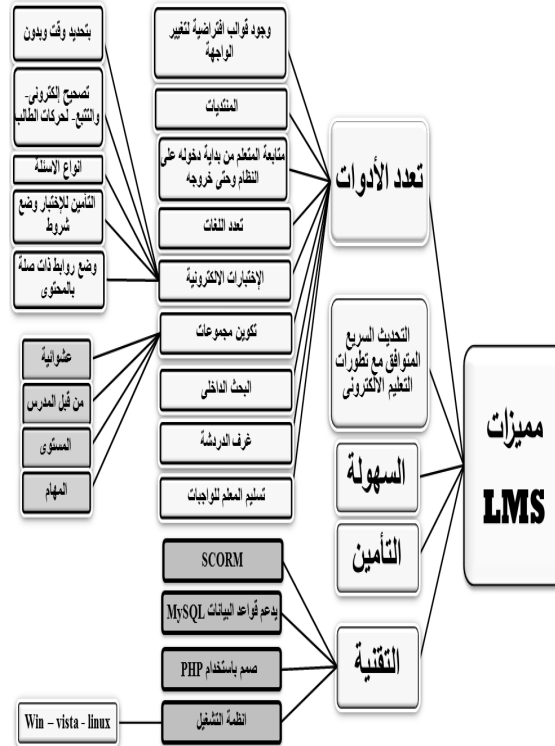 مميزات
LMS
تعدد الأدوات
وجود قوالب افتراضية لتغيير
الواجهة
المنتديات
متابعة المتعلم من بداية دخوله على
النظام وحتى خروجه
تعدد اللغات
الإختبارات الالكترونية
بتحديد وقت وبدون
تصحيح إلكترونى-
والتتبع- لحركات الطالب
انواع الاسئلة
التأمين للإختبار وضع
شروط
وضع روابط ذات صلة
بالمحتوى
تكوين مجموعات
عشوائية
من قبل المدرس
المستوى
المهام
البحث الداخلى
غرف الدردشة
تسليم المعلم للواجبات
التحديث السريع
المتوافق مع تطورات
التعليم الالكترونى
السهولة
التأمين
التقنية
SCORM
يدعم قواعد البيانات MySQL
صمم باستخدام PHP
انظمة التشغيل
Win – vista - linux